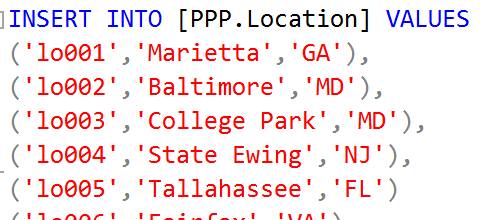 INSERT INTO [PPP.Location] VALUES
('lo001','Marietta','GA'),
('lo002','Baltimore','MD'),
('lo003','College Park','MD'),
('lo004','State Ewing','NJ'),
('lo005','Tallahassee','FL')